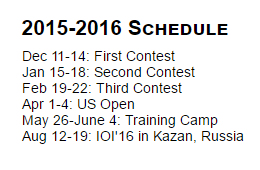 2015-2016 SCHEDULE
Dec 11-14: First Contest
Jan 15-18: Second Contest
Feb 19-22: Third Contest
Apr 1-4: US Open
May 26-June 4: Training Camp
Aug 12-19: IOI'16 in Kazan, Russia